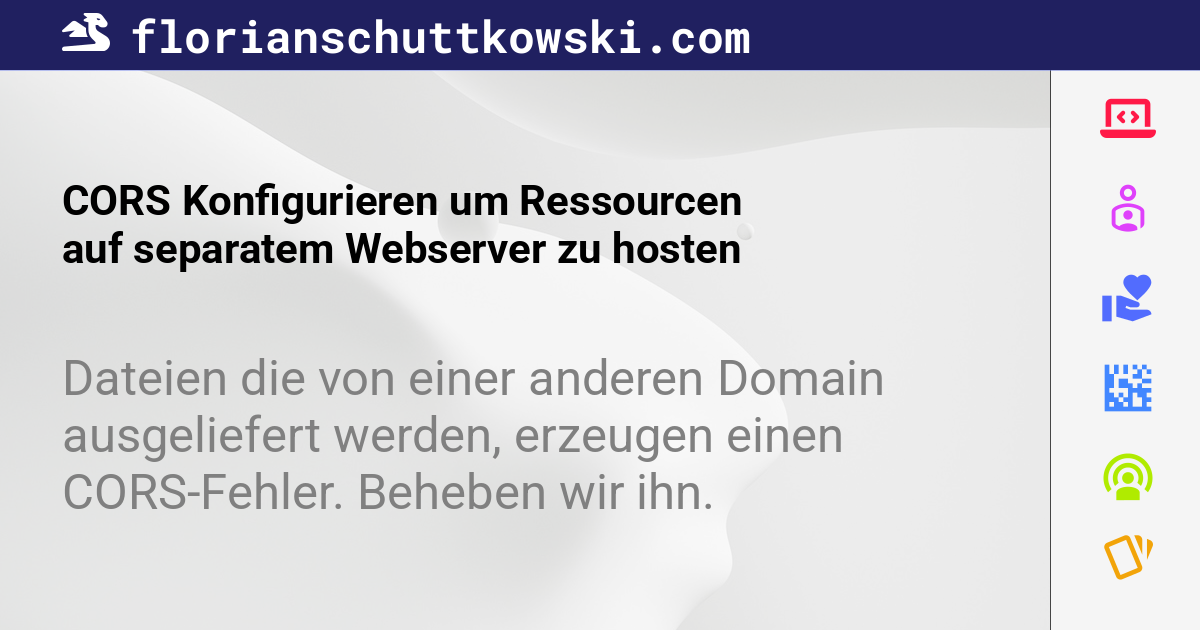 florianschuttkowski.com
CORS Konfigurieren um Ressourcen
auf separatem Webserver zu hosten
Dateien die von einer anderen Domain
ausgeliefert werden, erzeugen einen
CORS-Fehler. Beheben wir ihn.